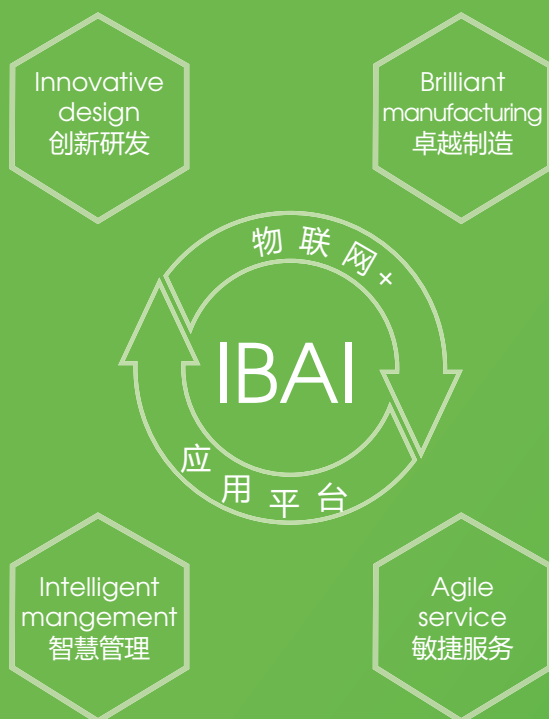 Innovative
design
创新研发
Brilliant
manufacturing
卓越制造
物联网+
IBAI
应用平台
Intelligent
mangement
智慧管理
Agile
service
敏捷服务